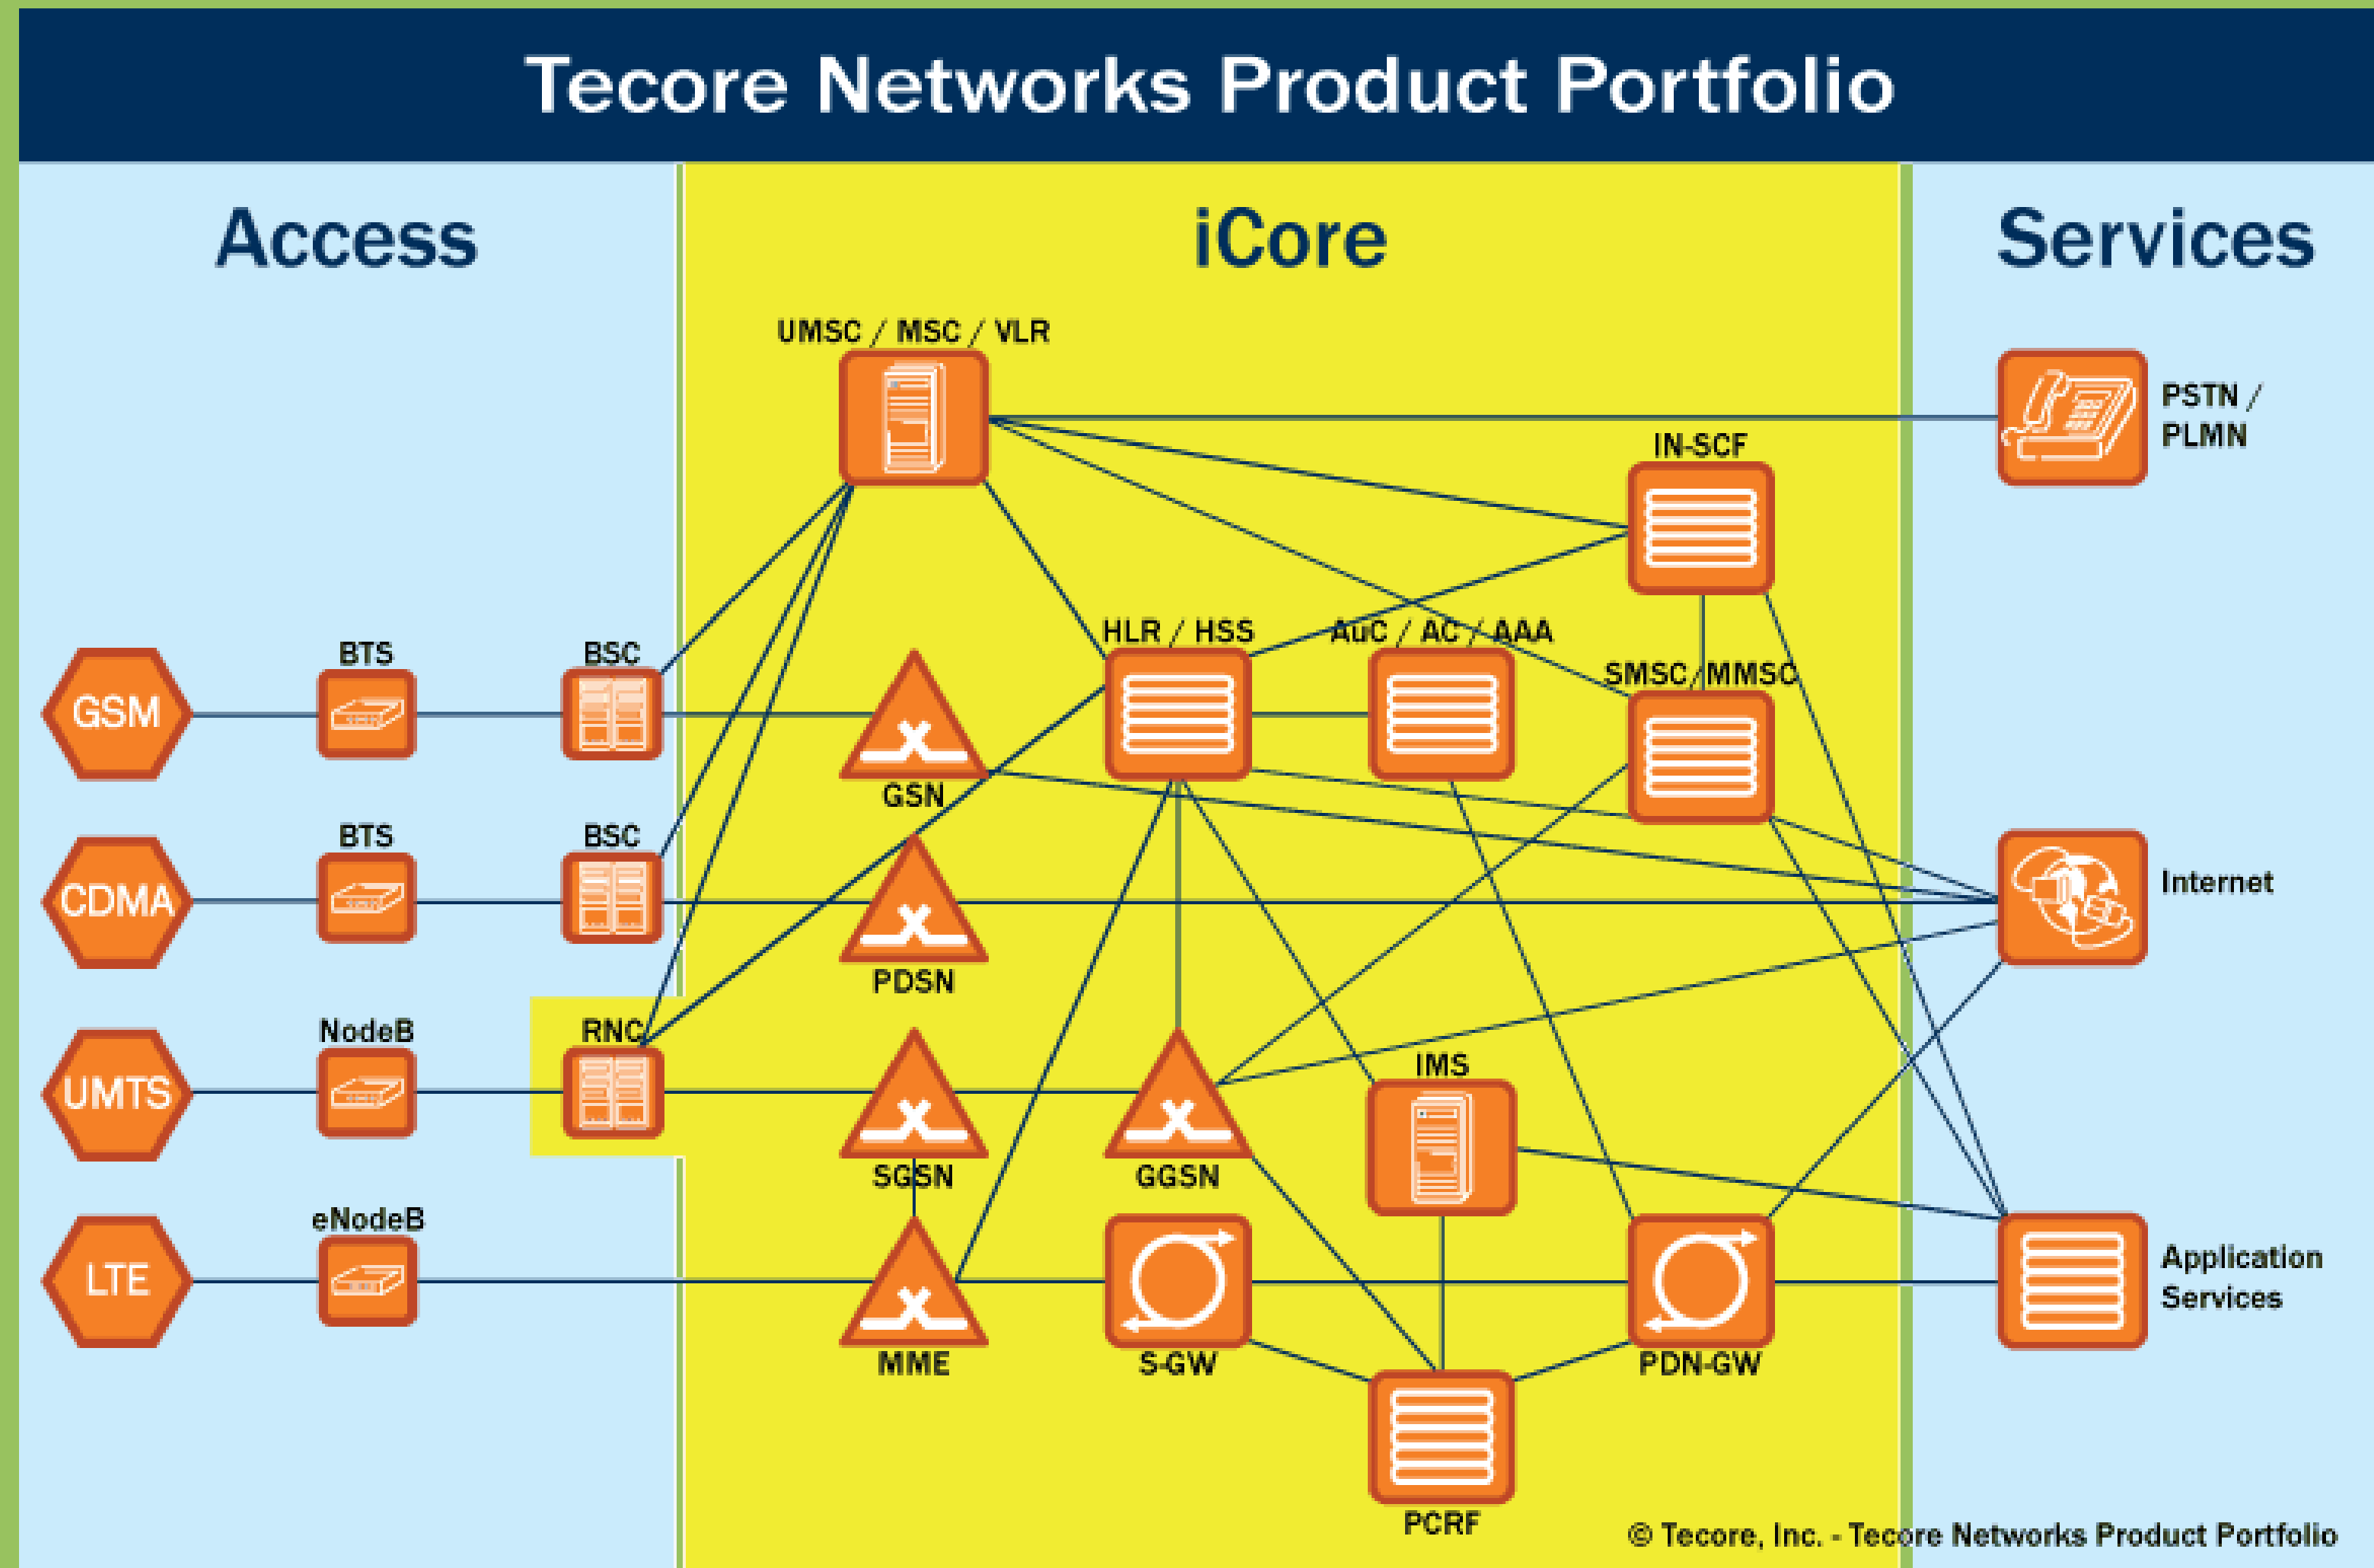 Tecore Networks Product Portfolio
Access
iCore
Services
UMSC / MSC / VLR
PSTN /
PLMN
IN-SCF
HLR / HSS
AuC / AC / AAA
SMSC/MMSC
BTS
BSC
GSM
GSN
BTS
BSC
CDMA
PDSN
Internet
NodeB
RNC
UMTS
SGSN
GGSN
IMS
eNodeB
LTE
MME
S-GW
PDN-GW
Application
Services
PCRF
© Tecore, Inc. - Tecore Networks Product Portfolio